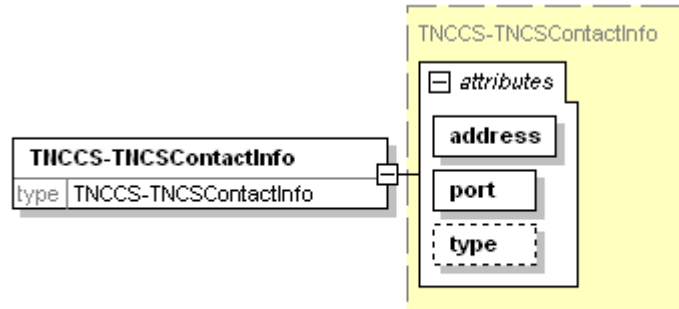 TNCCS-TNCSContactInfo
attributes
address
TNCCS-TNCSContactInfo
type TNCCS-TNCSContactInfo
port
type